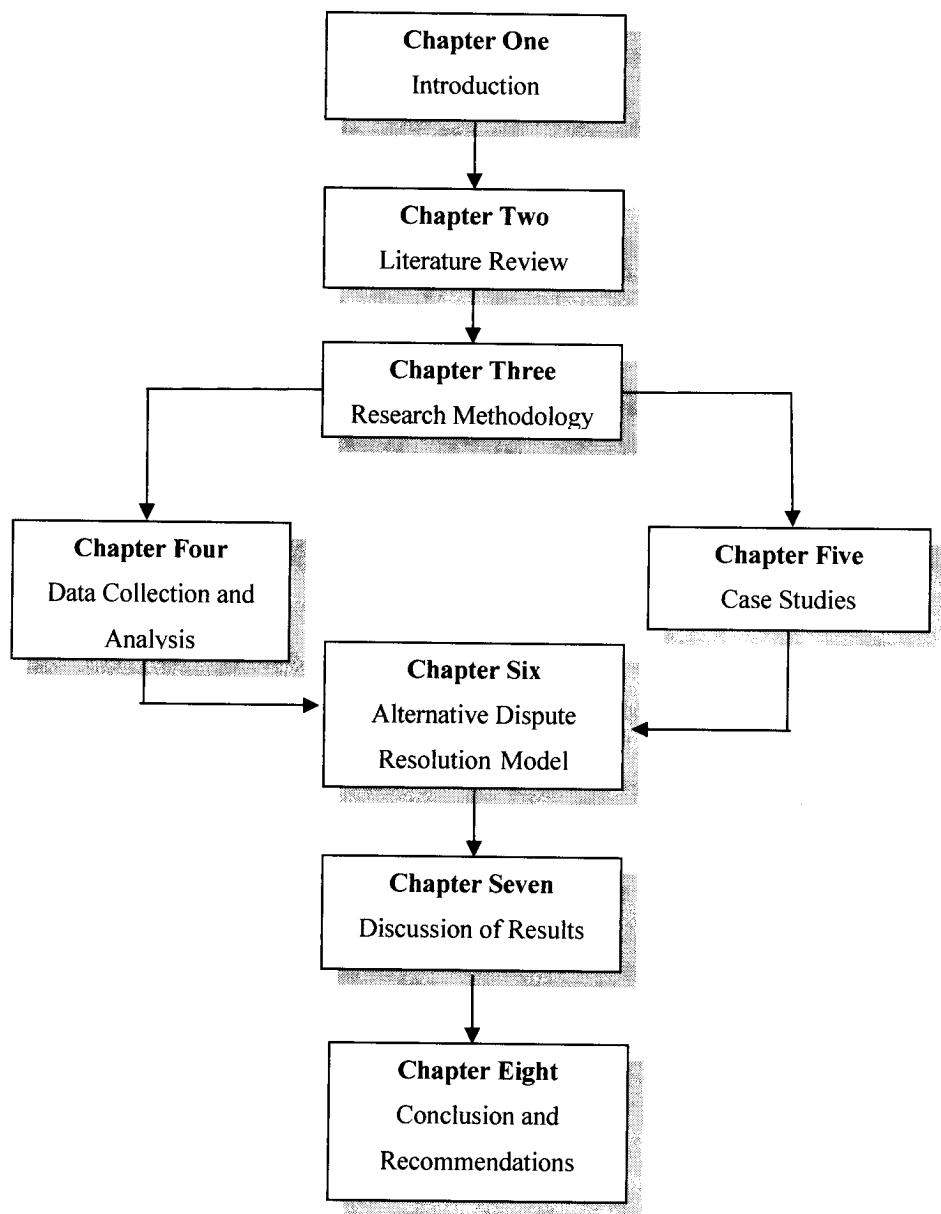 Chapter One
Introduction
Chapter Two
Literature Review
Chapter Three
Research Methodology
Chapter Four
Data Collection and
Analysis
Chapter Five
Case Studies
Chapter Six
Alternative Dispute
Resolution Model
Chapter Seven
Discussion of Results
Chapter Eight
Conclusion and
Recommendations